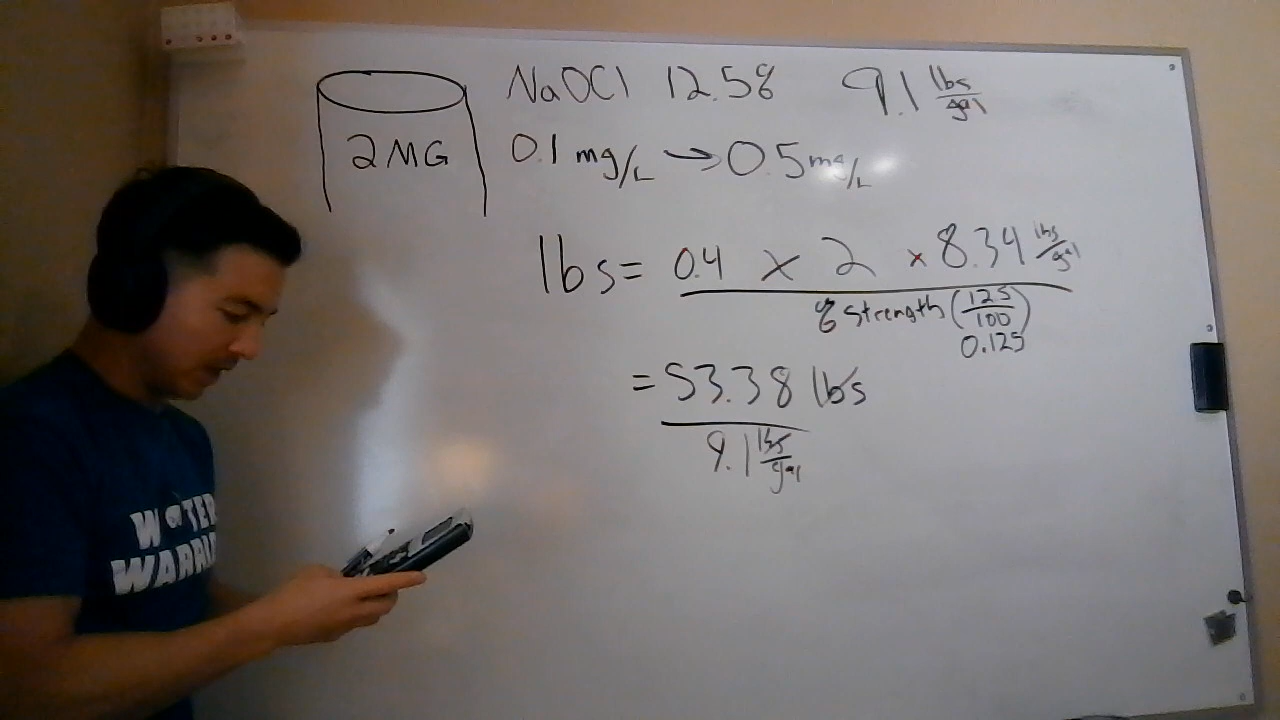 NaOCl 12.5% 9.1 lbs/gal
2MG 0.1 mg/L → 0.5 mg/L
lbs = 0.4 x 2 x 8.34 lbs/gal
% Strength (12.5/100)
0.125
= 53.38 lbs
9.1 lbs/gal
WATER
WARRI